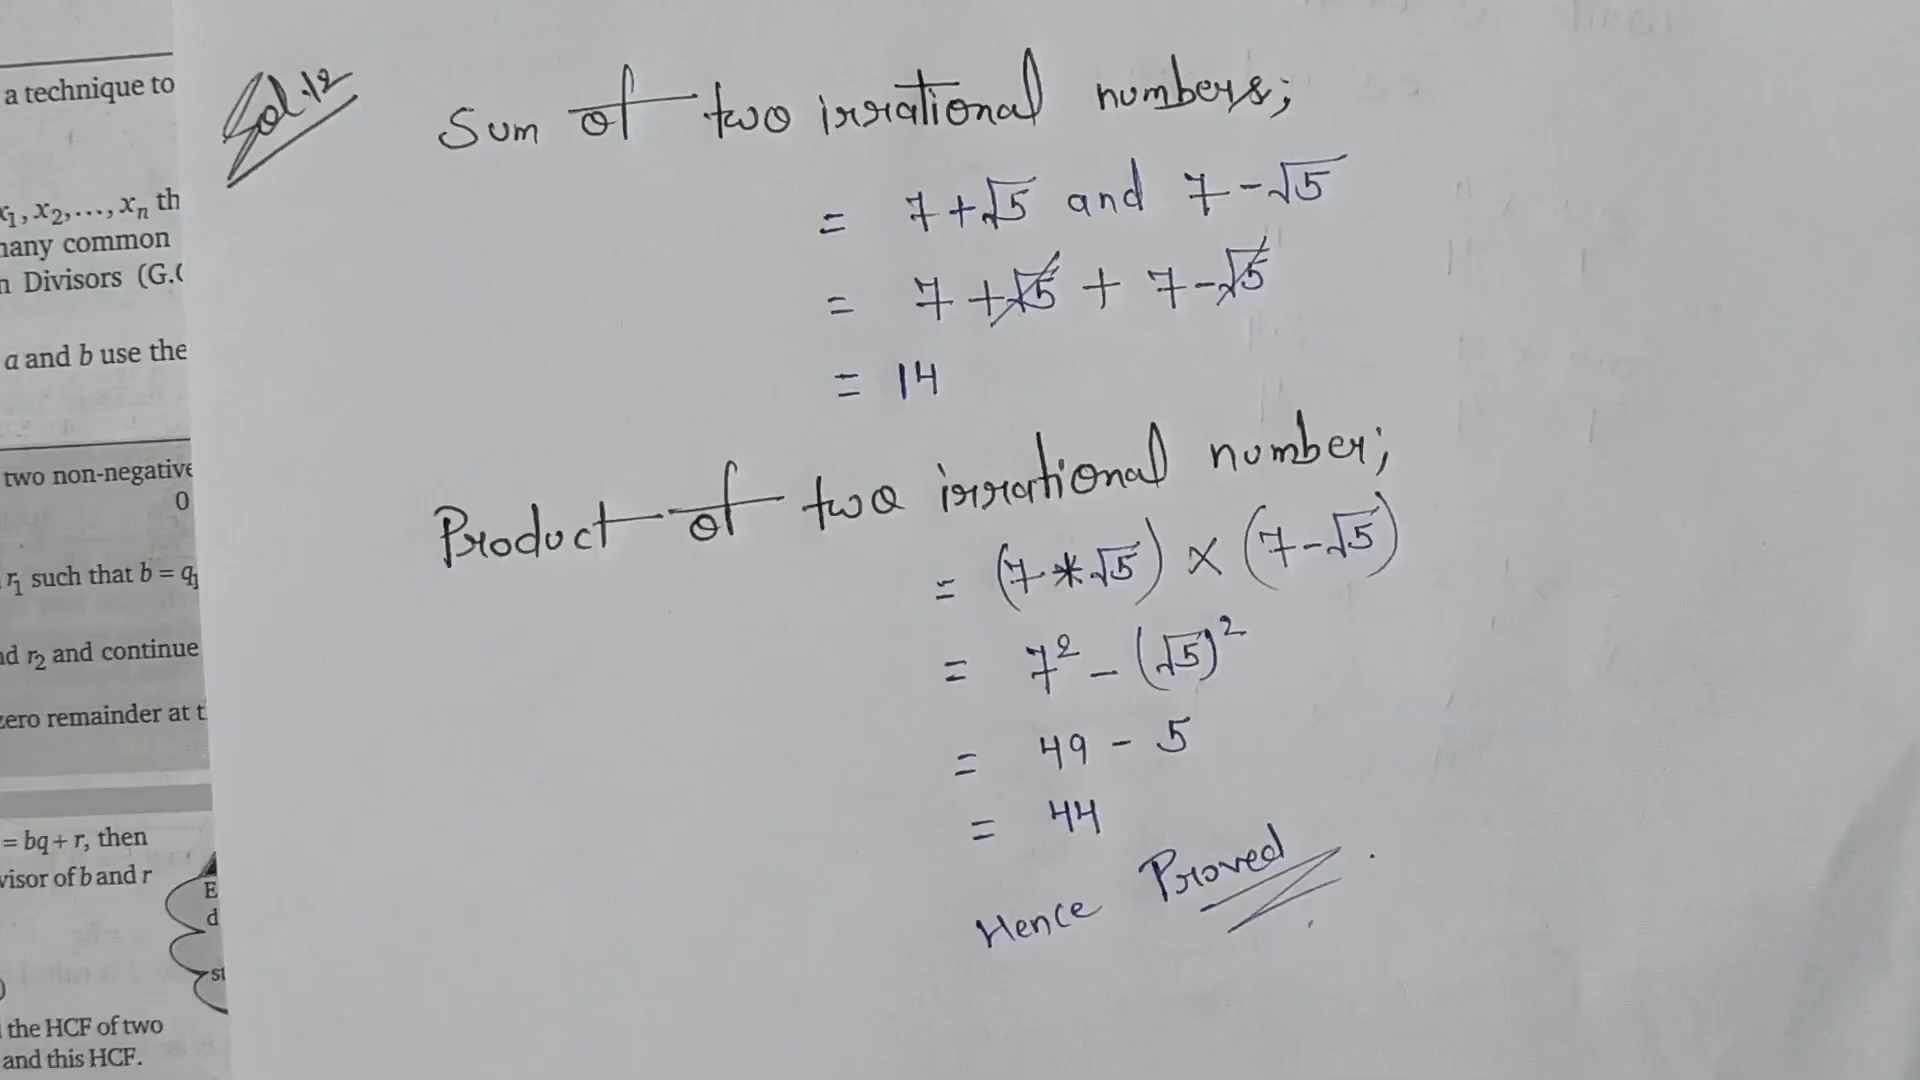 a technique to
x₁, x₂,..., xₙ th
many common
n Divisors (G.C
a and b use the
two non-negative
0
r₁ such that b = q₁
nd r₂ and continue
zero remainder at t
= bq + r, then
visor of b and r
E
d
st
the HCF of two
and this HCF.
Sol.12
Sum of two irrational numbers;
= 7 + √5 and 7 - √5
= 7 + √5 + 7 - √5
= 14
Product of two irrational number;
= (7 * √5) × (7 - √5)
= 7² - (√5)²
= 49 - 5
= 44
Hence Proved